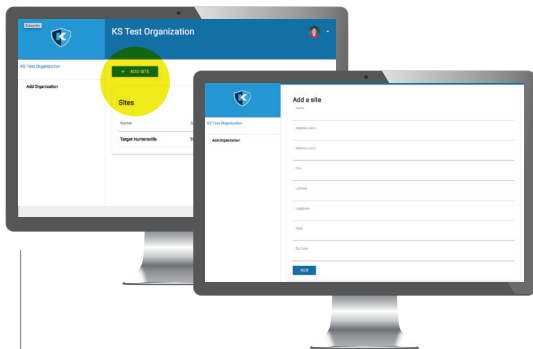 KS Test Organization
KS Test Organization
+ ADD SITE
Add Organization
Sites
Name
Target Huntersville
Add a site
Name
KS Test Organization
Address Line 1
Add Organization
Address Line 2
City
Latitude
Longitude
State
Zip Code
ADD